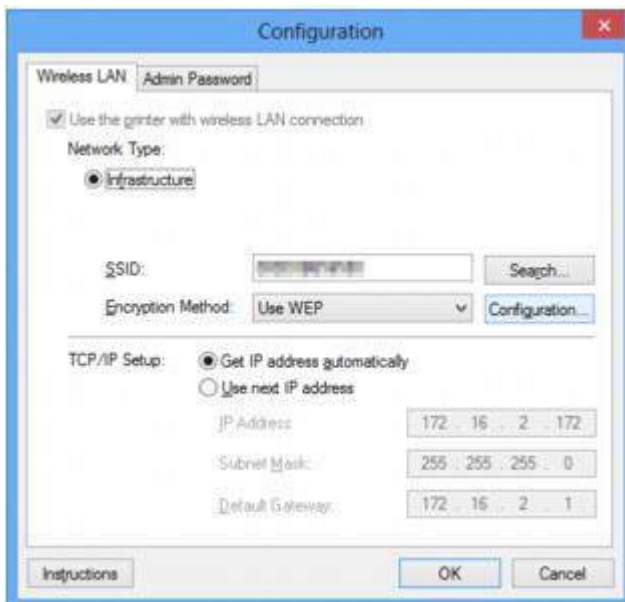 Configuration
Wireless LAN Admin Password
Use the printer with wireless LAN connection
Network Type:
Infrastructure
SSID: Search...
Encryption Method: Use WEP Configuration...
TCP/IP Setup: Get IP address automatically
Use next IP address
IP Address 172 . 16 . 2 . 172
Subnet Mask: 255 . 255 . 255 . 0
Default Gateway: 172 . 16 . 2 . 1
Instructions OK Cancel